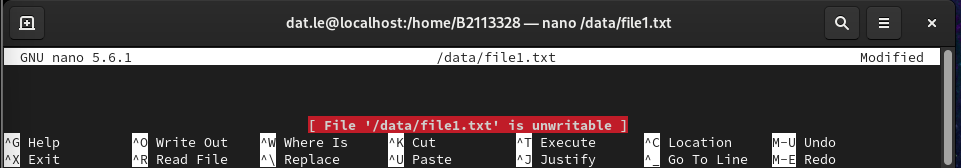 dat.le@localhost:/home/B2113328 — nano /data/file1.txt
GNU nano 5.6.1 /data/file1.txt Modified
[ File '/data/file1.txt' is unwritable ]
^G Help ^O Write Out ^W Where Is ^K Cut ^T Execute ^C Location M-U Undo
^X Exit ^R Read File ^\ Replace ^U Paste ^J Justify ^_ Go To Line M-E Redo